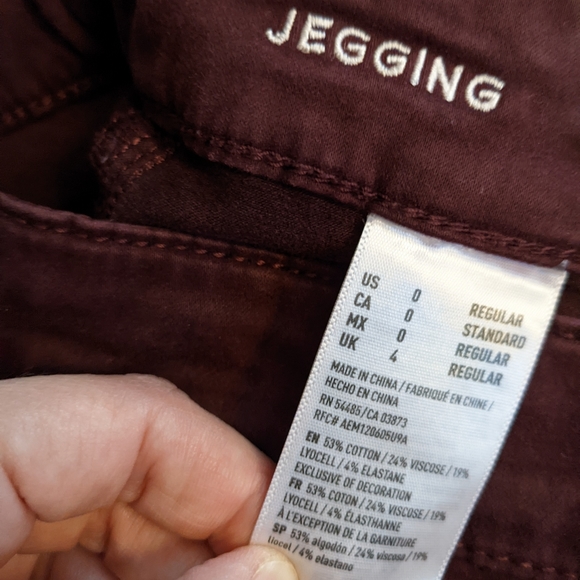 JEGGING
US 0 REGULAR
CA 0 STANDARD
MX 0 REGULAR
UK 4 REGULAR
MADE IN CHINA / FABRIQUÉ EN CHINE /
HECHO EN CHINA
RN 54485/CA 03873
RFC# AEM120605U9A
EN 53% COTTON / 24% VISCOSE / 19%
LYOCELL / 4% ELASTANE
EXCLUSIVE OF DECORATION
FR 53% COTON / 24% VISCOSE / 19%
LYOCELL / 4% ÉLASTHANNE
À L'EXCEPTION DE LA GARNITURE
SP 53% algodón / 24% viscosa / 19%
liocel / 4% elastano